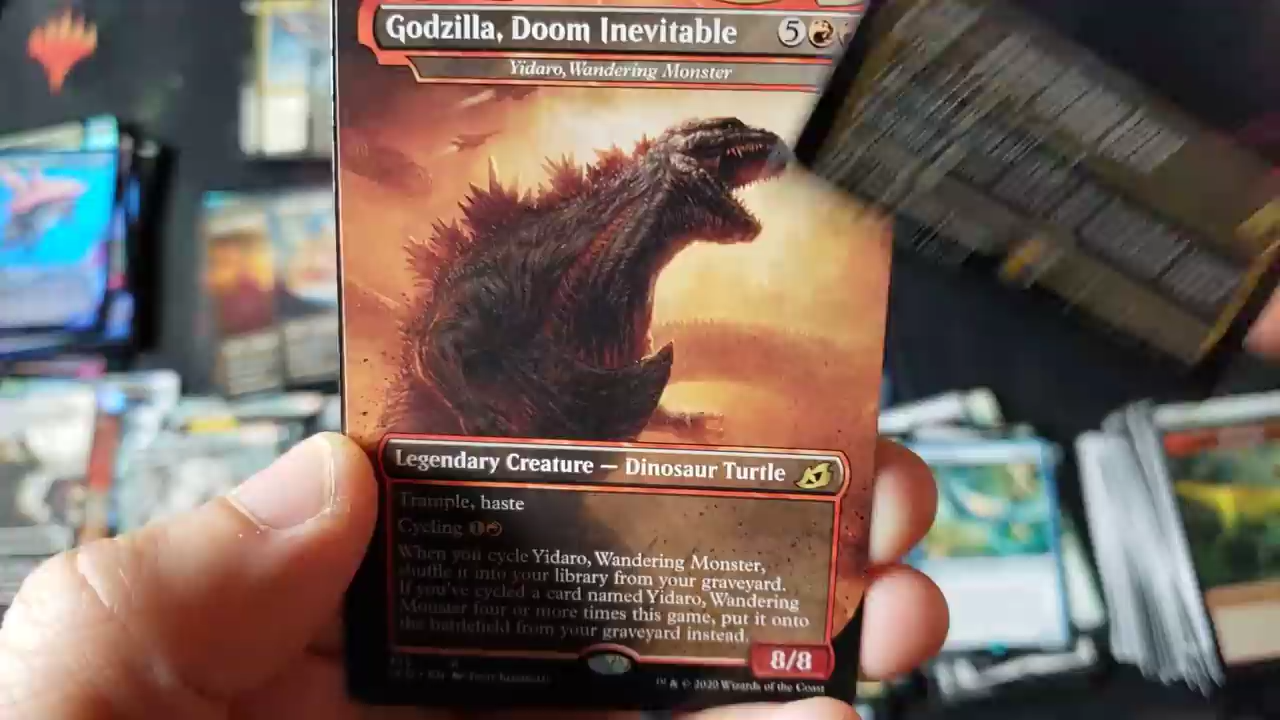 Godzilla, Doom Inevitable 5
Yidaro, Wandering Monster
Legendary Creature — Dinosaur Turtle
Trample, haste
Cycling 1
When you cycle Yidaro, Wandering Monster,
shuffle it into your library from your graveyard.
If you've cycled a card named Yidaro, Wandering
Monster four or more times this game, put it onto
the battlefield from your graveyard instead.
8/8
© 2020 Wizards of the Coast